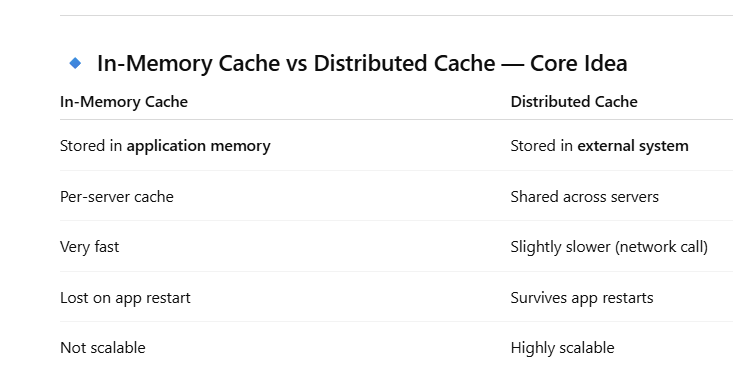 In-Memory Cache vs Distributed Cache — Core Idea
In-Memory Cache Distributed Cache
Stored in application memory Stored in external system
Per-server cache Shared across servers
Very fast Slightly slower (network call)
Lost on app restart Survives app restarts
Not scalable Highly scalable